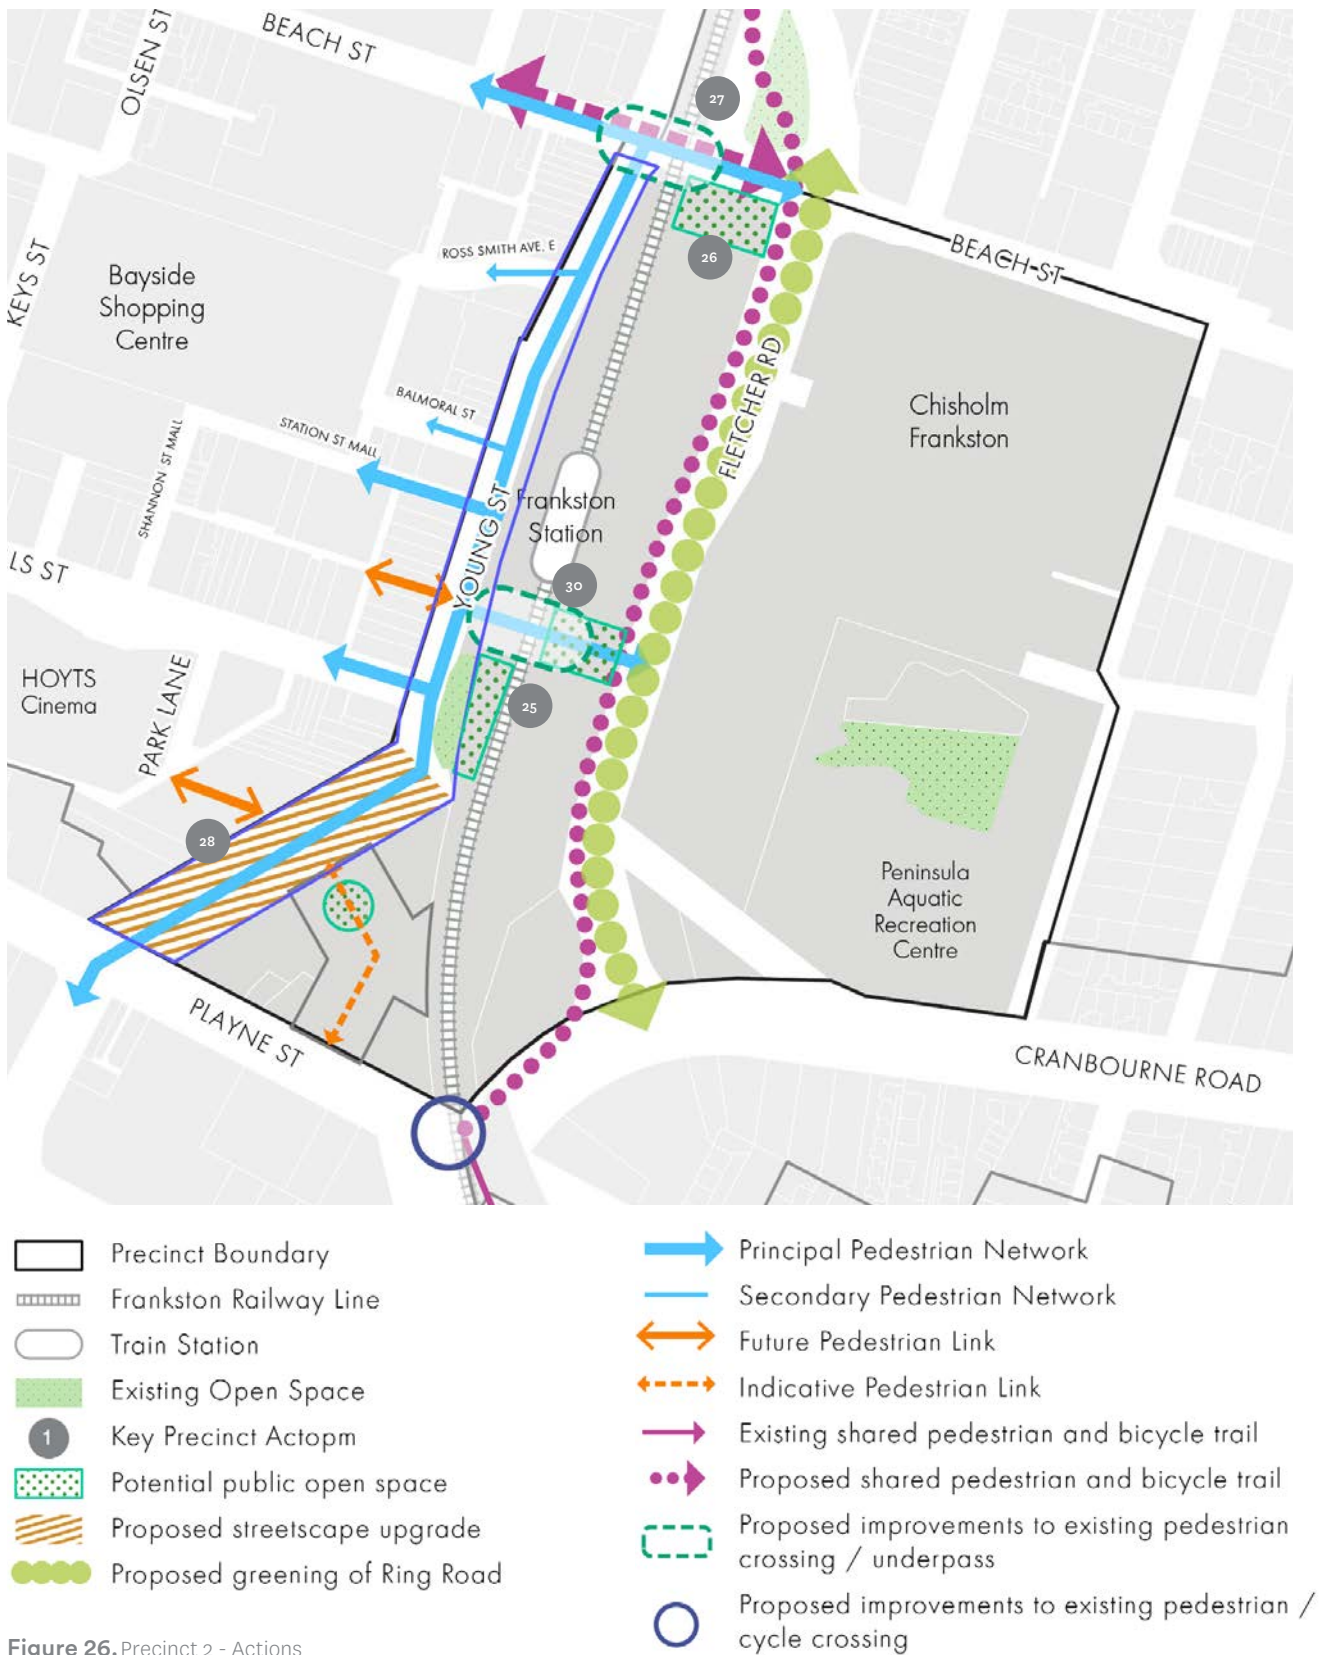 BEACH ST
OLSEN ST
27
KEYS ST
ROSS SMITH AVE. E
26
BEACH ST
Bayside
Shopping
Centre
FLETCHER RD
Chisholm
Frankston
BALMORAL ST
STATION ST MALL
SHANNON ST MALL
YOUNG ST
Frankston
Station
LS ST
30
HOYTS
Cinema
PARK LANE
25
28
Peninsula
Aquatic
Recreation
Centre
PLAYNE ST
CRANBOURNE ROAD
Precinct Boundary
Frankston Railway Line
Train Station
Existing Open Space
1
Key Precinct Actopm
Potential public open space
Proposed streetscape upgrade
Proposed greening of Ring Road
Principal Pedestrian Network
Secondary Pedestrian Network
Future Pedestrian Link
Indicative Pedestrian Link
Existing shared pedestrian and bicycle trail
Proposed shared pedestrian and bicycle trail
Proposed improvements to existing pedestrian
crossing / underpass
Proposed improvements to existing pedestrian /
cycle crossing
Figure 26. Precinct 2 - Actions